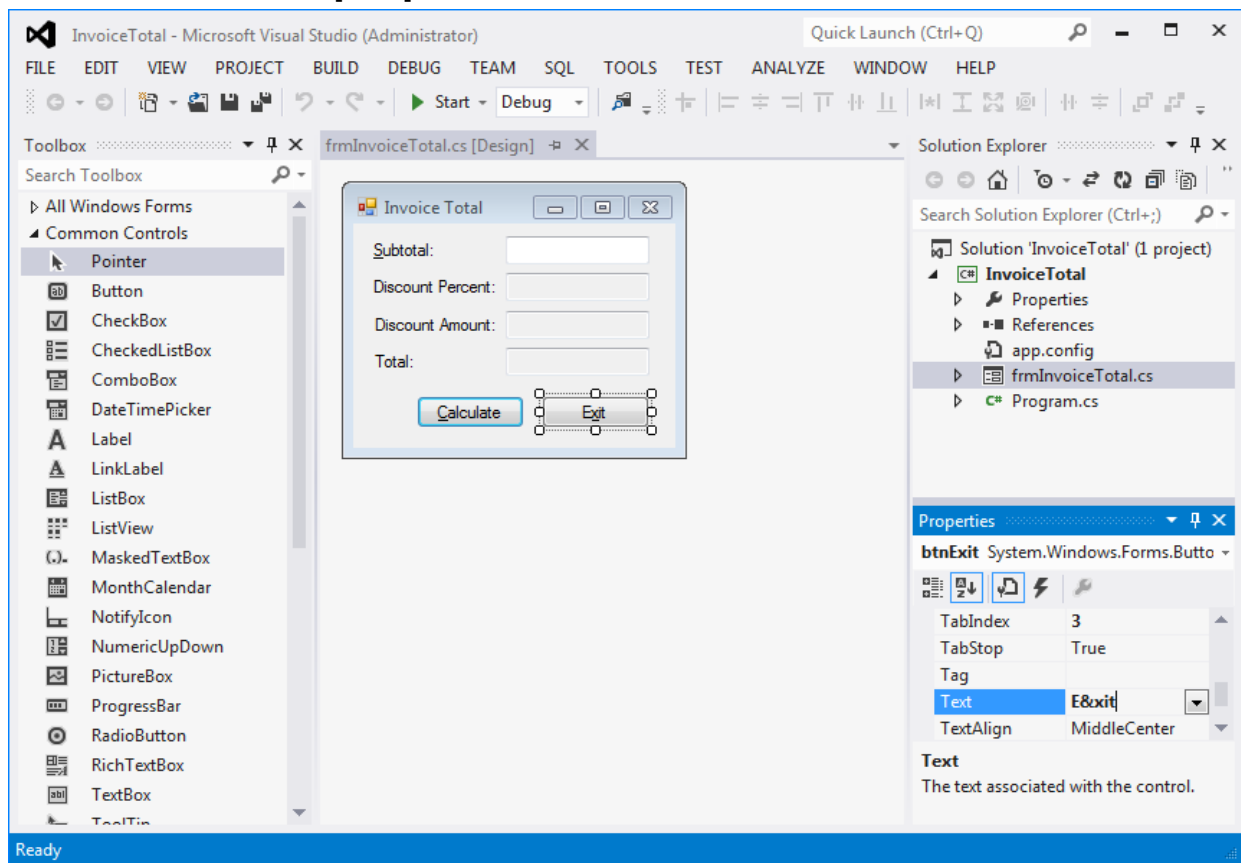 InvoiceTotal - Microsoft Visual Studio (Administrator)
Quick Launch (Ctrl+Q)
FILE EDIT VIEW PROJECT BUILD DEBUG TEAM SQL TOOLS TEST ANALYZE WINDOW HELP
Start Debug
Toolbox
Search Toolbox
All Windows Forms
Common Controls
Pointer
Button
CheckBox
CheckedListBox
ComboBox
DateTimePicker
Label
LinkLabel
ListBox
ListView
MaskedTextBox
MonthCalendar
NotifyIcon
NumericUpDown
PictureBox
ProgressBar
RadioButton
RichTextBox
TextBox
ToolTip
frmInvoiceTotal.cs [Design]
Invoice Total
Subtotal:
Discount Percent:
Discount Amount:
Total:
Calculate Exit
Solution Explorer
Search Solution Explorer (Ctrl+;)
Solution 'InvoiceTotal' (1 project)
InvoiceTotal
Properties
References
app.config
frmInvoiceTotal.cs
Program.cs
Properties
btnExit System.Windows.Forms.Butto
TabIndex 3
TabStop True
Tag
Text E&xit
TextAlign MiddleCenter
Text
The text associated with the control.
Ready